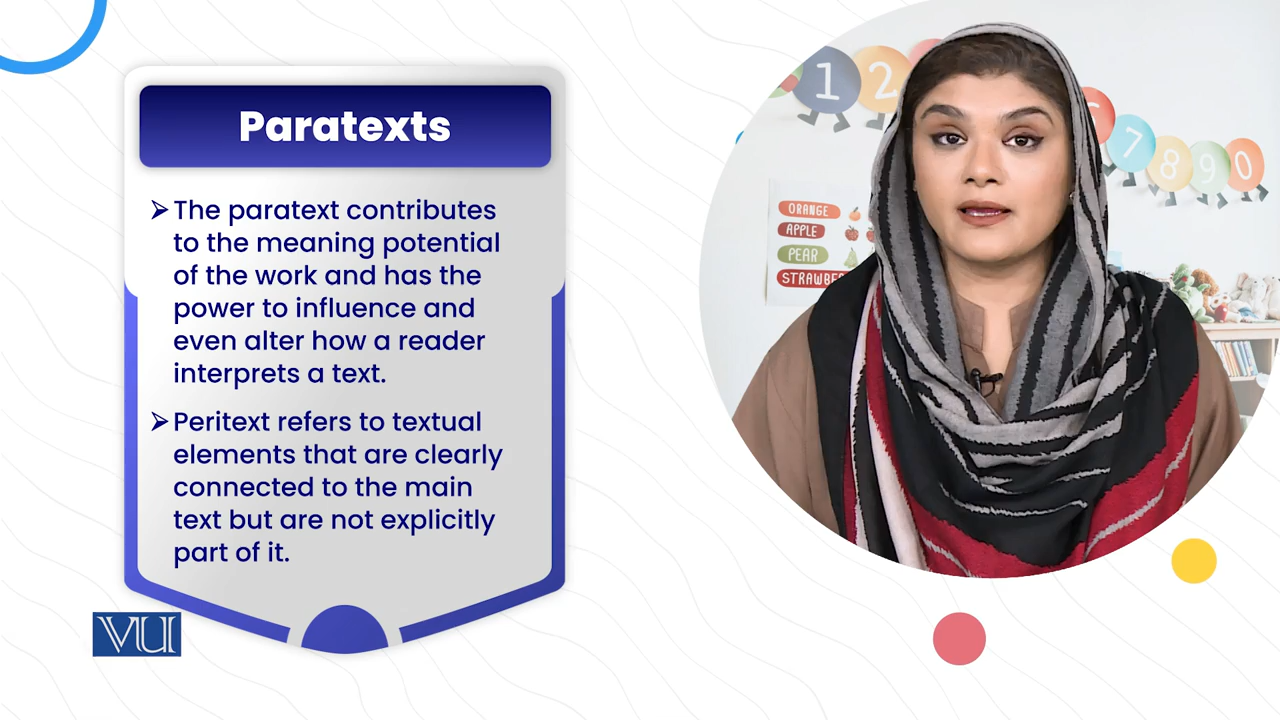 Paratexts
➢The paratext contributes
to the meaning potential
of the work and has the
power to influence and
even alter how a reader
interprets a text.
➢Peritext refers to textual
elements that are clearly
connected to the main
text but are not explicitly
part of it.
VU
1 2
6 7 8 9 0
ORANGE
APPLE
PEAR